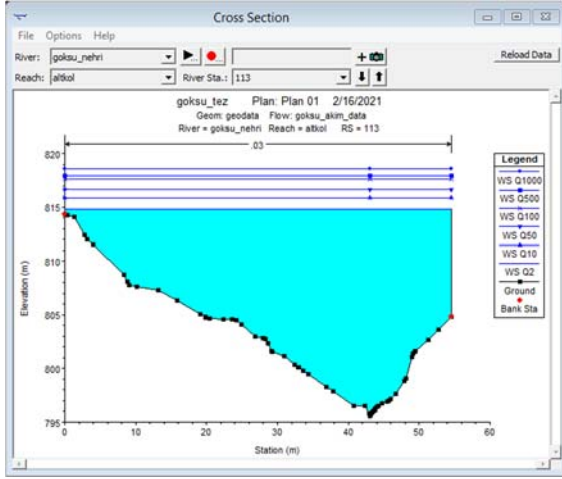 Cross Section
File Options Help
River: goksu_nehri
Reload Data
Reach: altkol River Sta.: 113
goksu_tez Plan: Plan 01 2/16/2021
Geom: geodata Flow: goksu_akim_data
River = goksu_nehri Reach = altkol RS = 113
.03
Legend
WS Q1000
WS Q500
WS Q100
WS Q50
WS Q10
WS Q2
Ground
Bank Sta
Elevation (m)
820
815
810
805
800
795
0 10 20 30 40 50 60
Station (m)